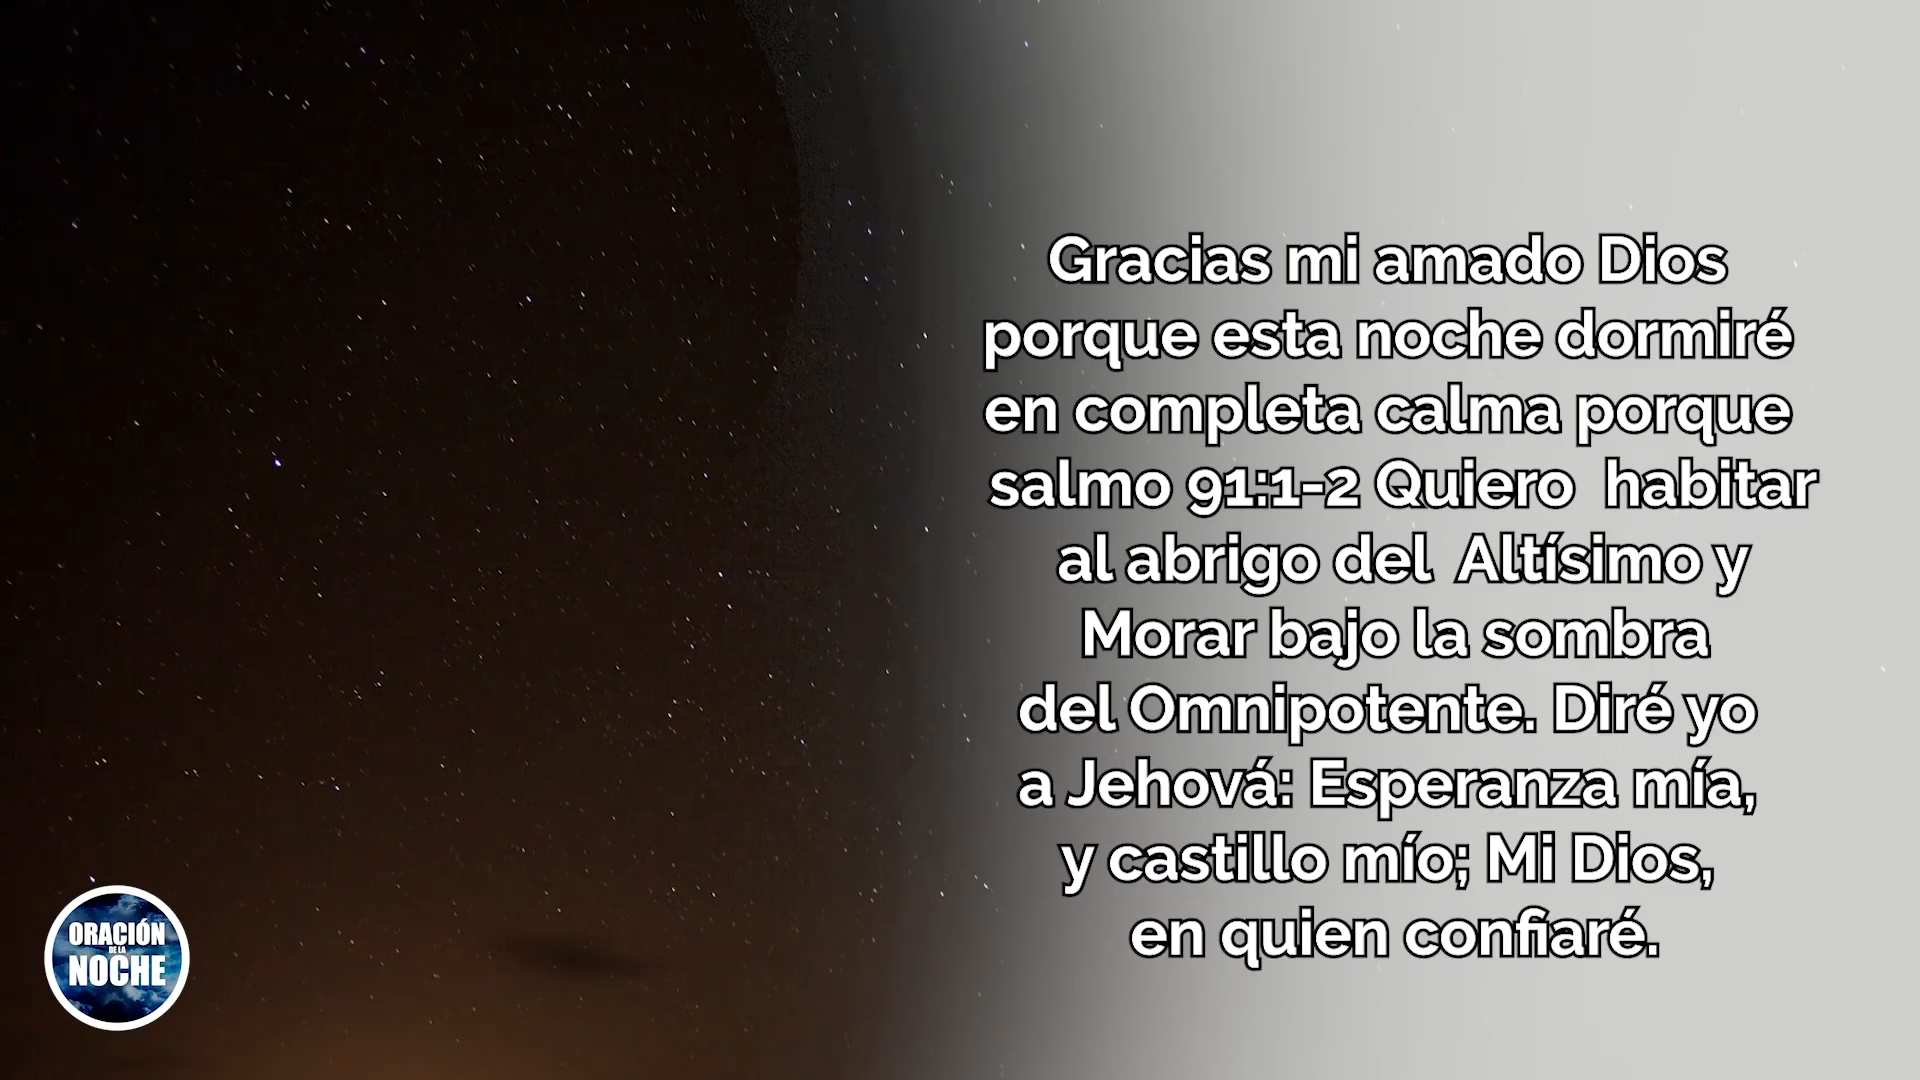 Gracias mi amado Dios
porque esta noche dormiré
en completa calma porque
salmo 91:1-2 Quiero  habitar
al abrigo del  Altísimo y
Morar bajo la sombra
del Omnipotente. Diré yo
a Jehová: Esperanza mía,
y castillo mío; Mi Dios,
en quien confiaré.
ORACIÓN
DE LA
NOCHE